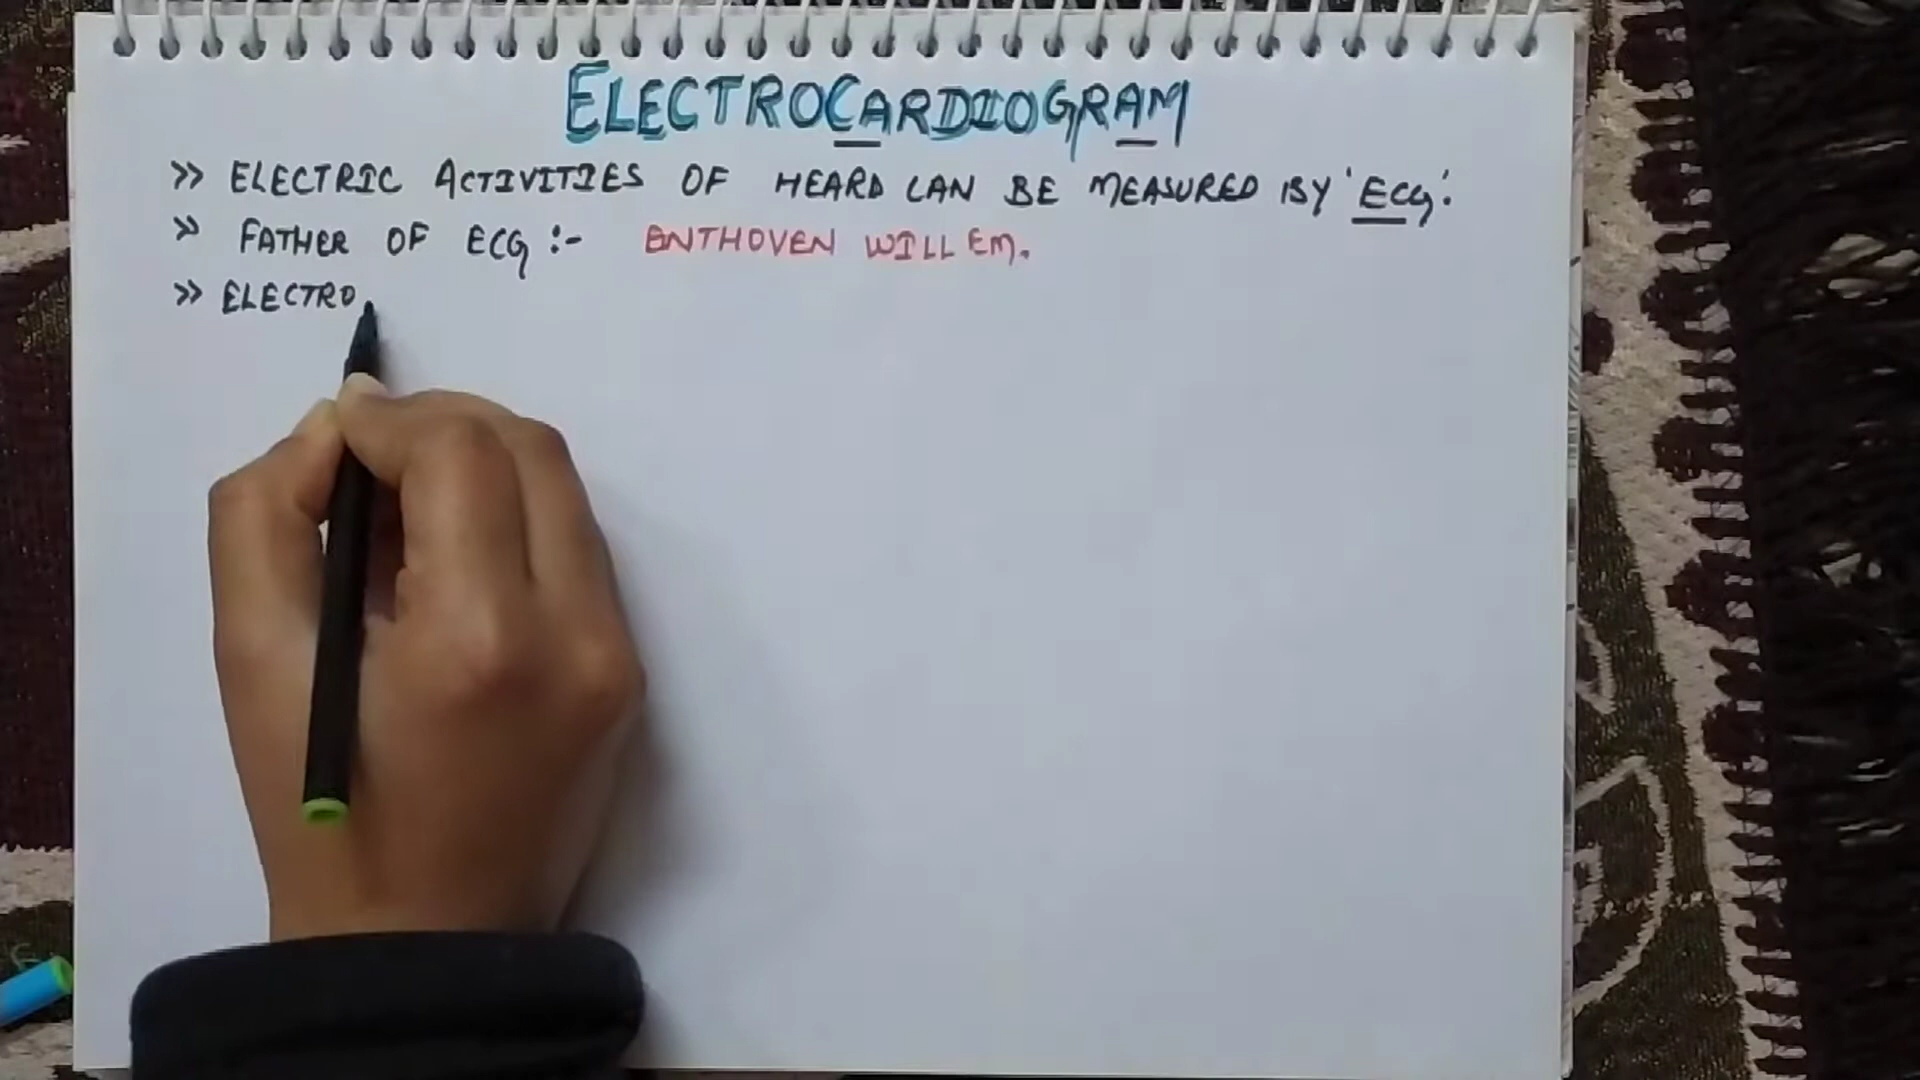 ELECTROCARDIOGRAM
>> ELECTRIC ACTIVITIES OF HEARD CAN BE MEASURED BY 'ECG'.
>> FATHER OF ECG :- ENTHOVEN WILLEM.
>> ELECTRO